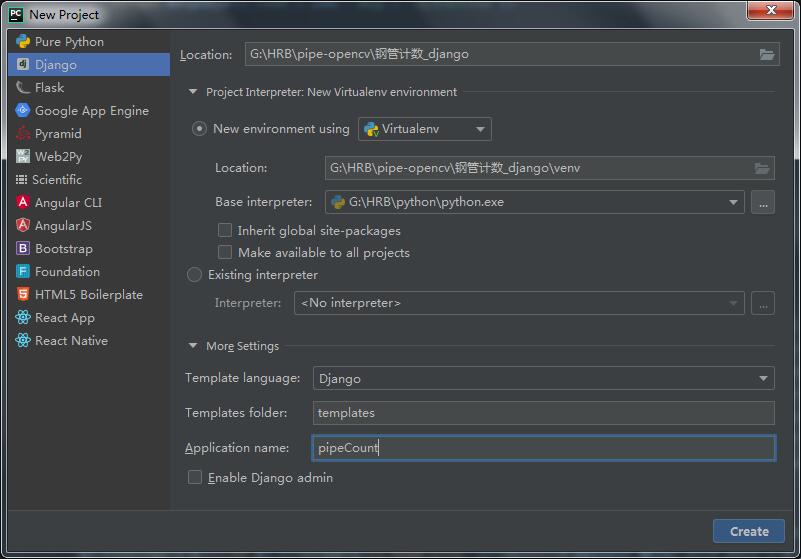 PC New Project
Pure Python
dj Django
Flask
Google App Engine
Pyramid
Web2Py
Scientific
Angular CLI
AngularJS
Bootstrap
Foundation
HTML5 Boilerplate
React App
React Native
Location: G:\HRB\pipe-opencv\钢管计数_django
Project Interpreter: New Virtualenv environment
New environment using Virtualenv
Location: G:\HRB\pipe-opencv\钢管计数_django\venv
Base interpreter: G:\HRB\python\python.exe ...
Inherit global site-packages
Make available to all projects
Existing interpreter
Interpreter: <No interpreter> ...
More Settings
Template language: Django
Templates folder: templates
Application name: pipeCount
Enable Django admin
Create